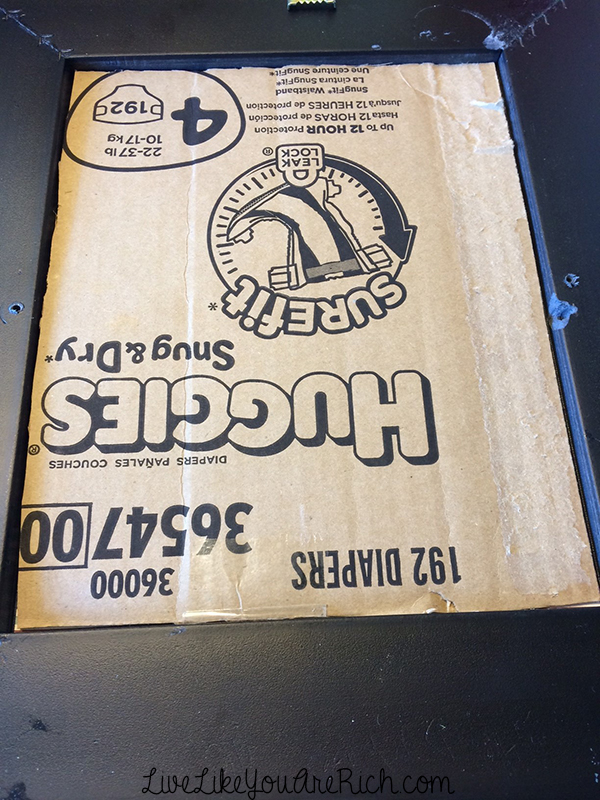 192 DIAPERS
36000
36547 00
DIAPERS PAÑALES COUCHES
HUGGIES®
Snug&Dry*
SUREfit*
LEAK LOCK®
Up To 12 HOUR Protection
Hasta 12 HORAS de protección
Jusqu'à 12 HEURES de protection
SnugFit* Waistband
La cintura SnugFit*
Une ceinture SnugFit*
4
22-37 lb
10-17 kg
192
LiveLikeYouAreRich.com